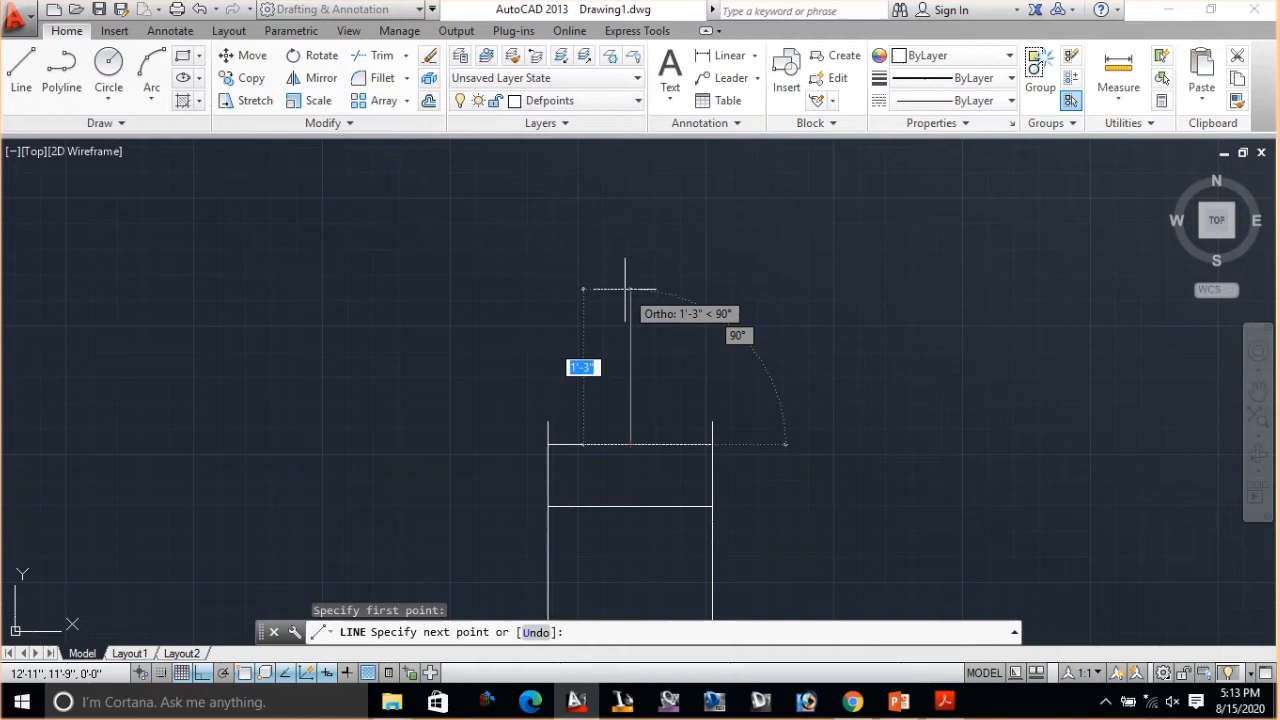 Drafting & Annotation
AutoCAD 2013 Drawing1.dwg
Type a keyword or phrase
Sign In
Home Insert Annotate Layout Parametric View Manage Output Plug-ins Online Express Tools
Line Polyline Circle Arc
Move Rotate Trim
Copy Mirror Fillet
Stretch Scale Array
Unsaved Layer State
Defpoints
Text
Linear
Leader
Table
Insert
Create
Edit
ByLayer
ByLayer
ByLayer
Group
Measure
Paste
Draw Modify Layers Annotation Block Properties Groups Utilities Clipboard
[−][Top][2D Wireframe]
N
W TOP E
S
WCS
Ortho: 1'-3" < 90°
90°
1'-3"
Y
X
Specify first point:
LINE Specify next point or [Undo]:
Model Layout1 Layout2
12'-11", 11'-9", 0'-0"
MODEL
1:1
I'm Cortana. Ask me anything.
5:13 PM
8/15/2020